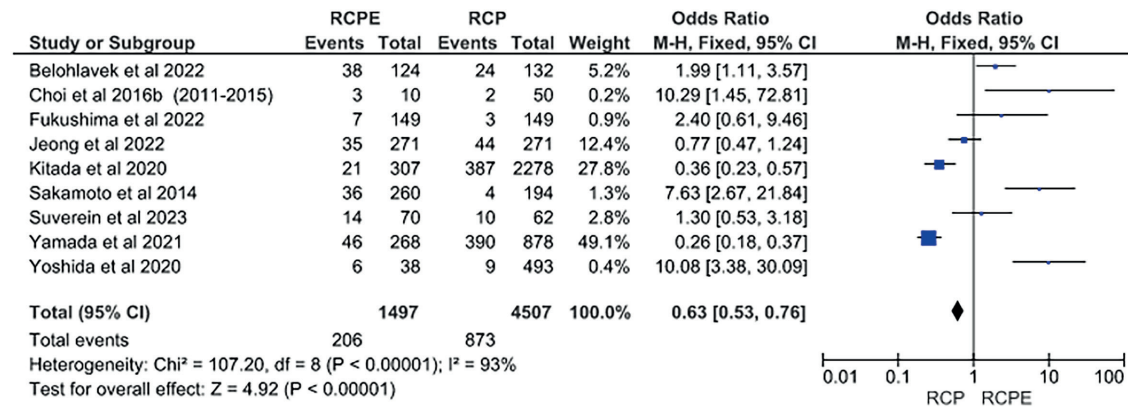 RCPE RCP Odds Ratio Odds Ratio
Study or Subgroup Events Total Events Total Weight M-H, Fixed, 95% CI M-H, Fixed, 95% CI
Belohlavek et al 2022 38 124 24 132 5.2% 1.99 [1.11, 3.57]
Choi et al 2016b (2011-2015) 3 10 2 50 0.2% 10.29 [1.45, 72.81]
Fukushima et al 2022 7 149 3 149 0.9% 2.40 [0.61, 9.46]
Jeong et al 2022 35 271 44 271 12.4% 0.77 [0.47, 1.24]
Kitada et al 2020 21 307 387 2278 27.8% 0.36 [0.23, 0.57]
Sakamoto et al 2014 36 260 4 194 1.3% 7.63 [2.67, 21.84]
Suverein et al 2023 14 70 10 62 2.8% 1.30 [0.53, 3.18]
Yamada et al 2021 46 268 390 878 49.1% 0.26 [0.18, 0.37]
Yoshida et al 2020 6 38 9 493 0.4% 10.08 [3.38, 30.09]
Total (95% CI) 1497 4507 100.0% 0.63 [0.53, 0.76]
Total events 206 873
Heterogeneity: Chi² = 107.20, df = 8 (P < 0.00001); I² = 93%
Test for overall effect: Z = 4.92 (P < 0.00001)
0.01 0.1 1 10 100
RCP RCPE